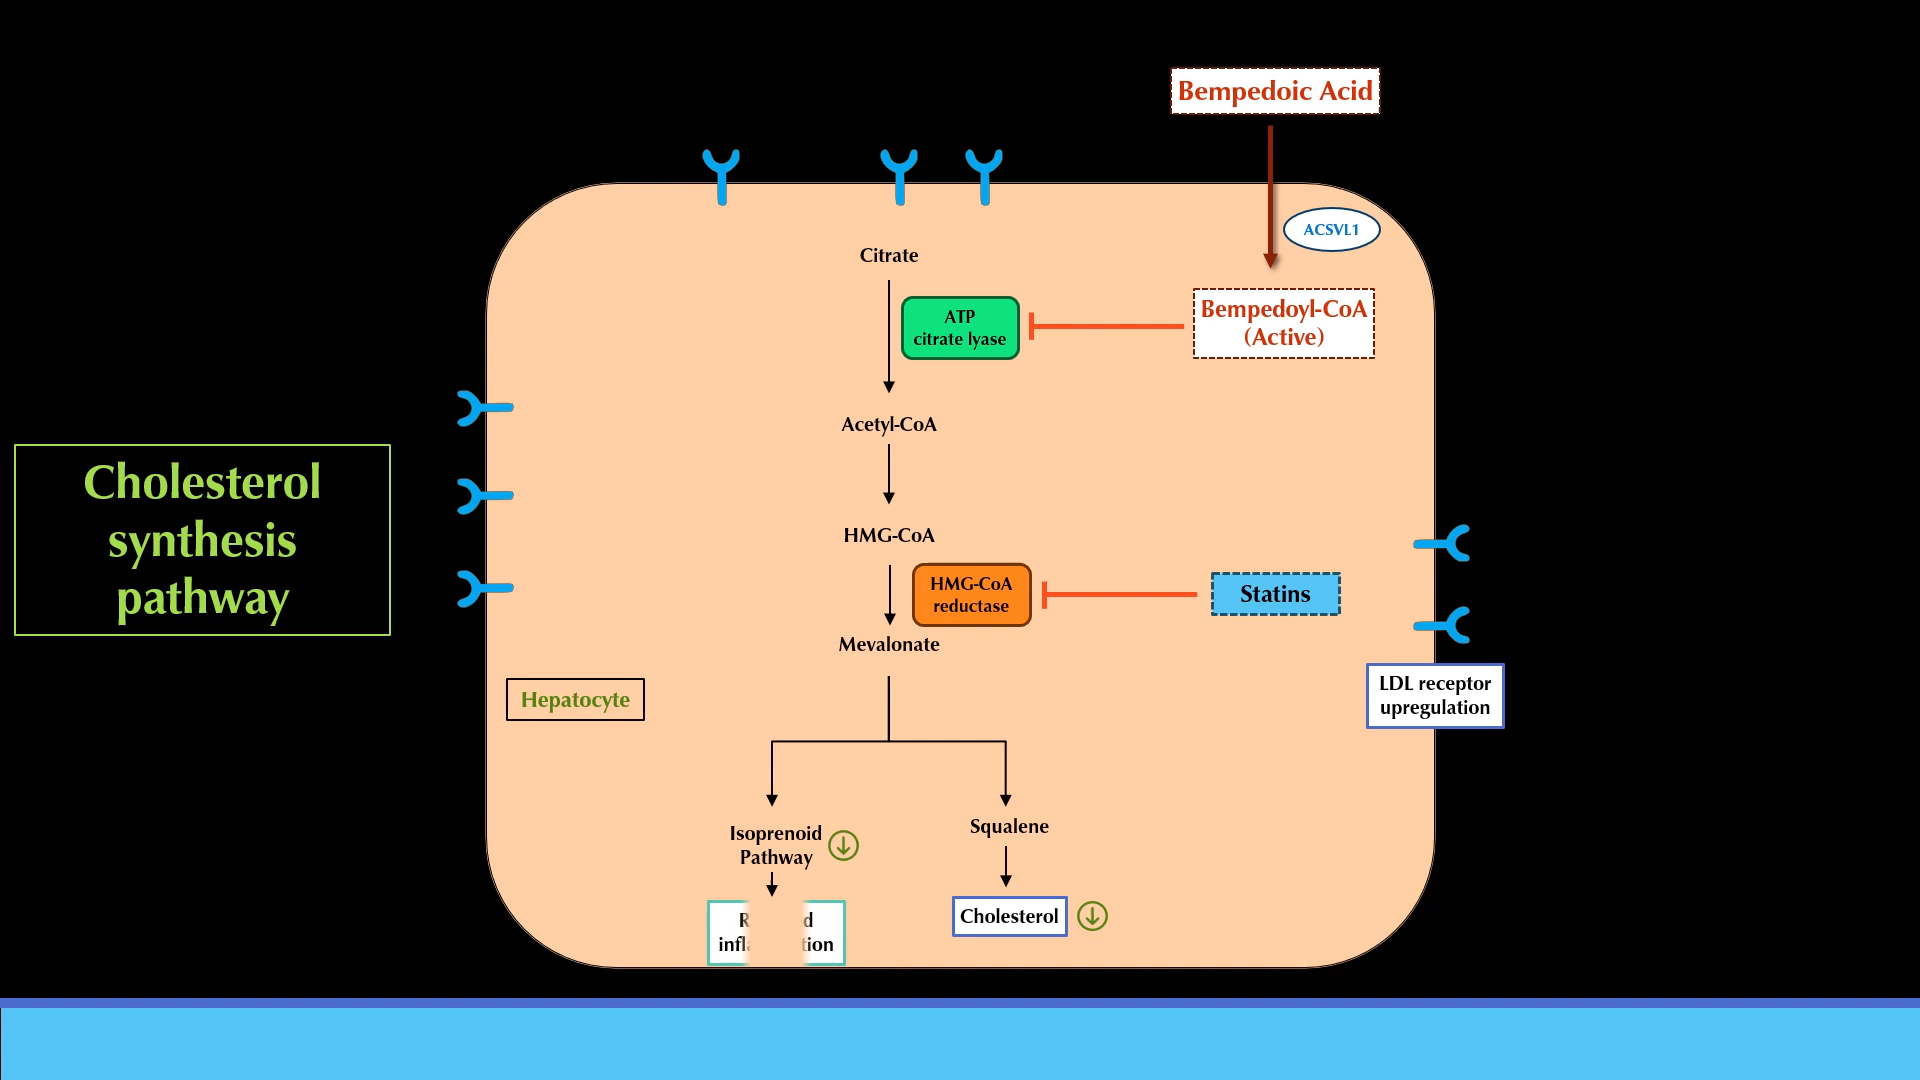 Bempedoic Acid
ACSVL1
Citrate
ATP
citrate lyase
Bempedoyl-CoA
(Active)
Acetyl-CoA
Cholesterol
synthesis
pathway
HMG-CoA
HMG-CoA
reductase
Statins
Mevalonate
Hepatocyte
LDL receptor
upregulation
Isoprenoid
Pathway
Squalene
Cholesterol